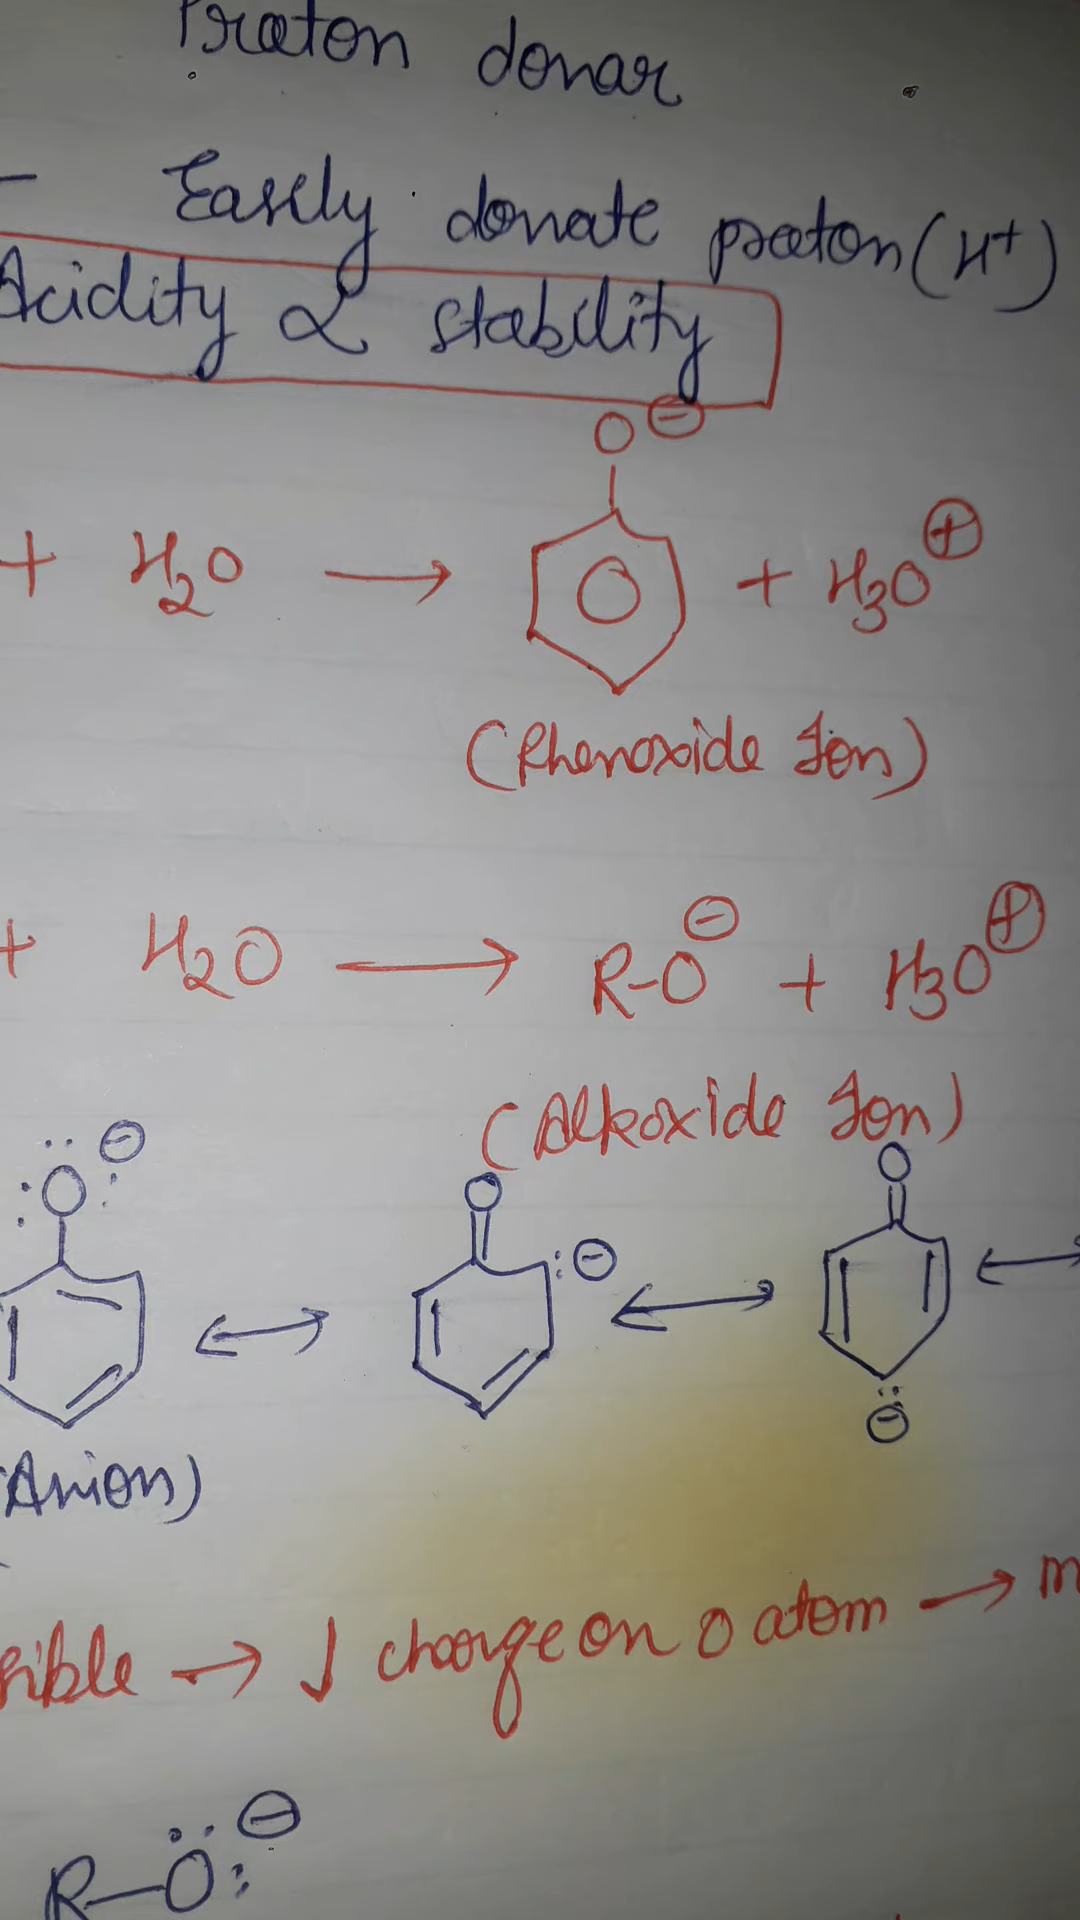 Proton donar
- Easily donate proton (H+)
Acidity ∝ stability
O ⊖
+ H2O → + H3O ⊕
(Phenoxide Ion)
+ H2O → R-O ⊖ + H3O ⊕
(Alkoxide Ion)
:Ö: ⊖ ↔ O :⊖ ↔ O ↔
⊖
(Anion)
sible → ↓ charge on O atom → m
R-Ö: ⊖